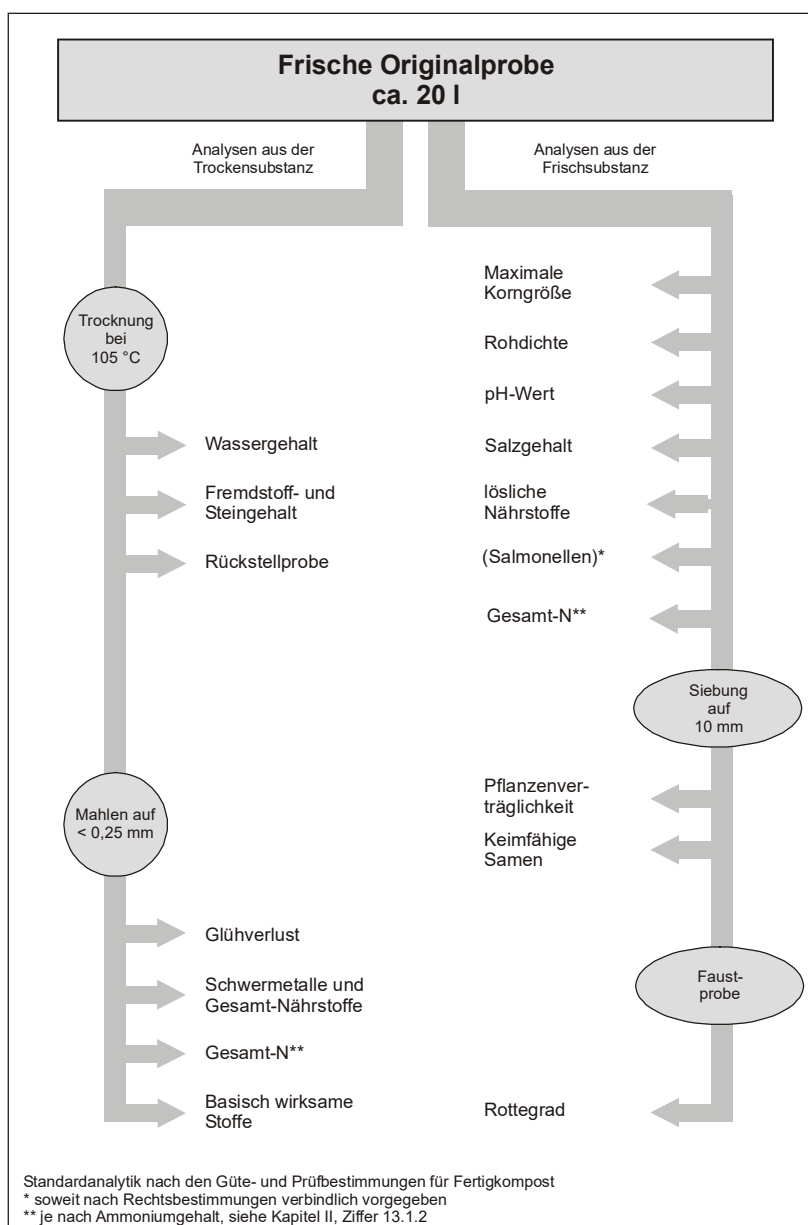 Frische Originalprobe
ca. 20 l
Analysen aus der
Trockensubstanz
Analysen aus der
Frischsubstanz
Trocknung
bei
105 °C
Wassergehalt
Fremdstoff- und
Steingehalt
Rückstellprobe
Mahlen auf
< 0,25 mm
Glühverlust
Schwermetalle und
Gesamt-Nährstoffe
Gesamt-N**
Basisch wirksame
Stoffe
Maximale
Korngröße
Rohdichte
pH-Wert
Salzgehalt
lösliche
Nährstoffe
(Salmonellen)*
Gesamt-N**
Siebung
auf
10 mm
Pflanzenver-
träglichkeit
Keimfähige
Samen
Faust-
probe
Rottegrad
Standardanalytik nach den Güte- und Prüfbestimmungen für Fertigkompost
* soweit nach Rechtsbestimmungen verbindlich vorgegeben
** je nach Ammoniumgehalt, siehe Kapitel II, Ziffer 13.1.2